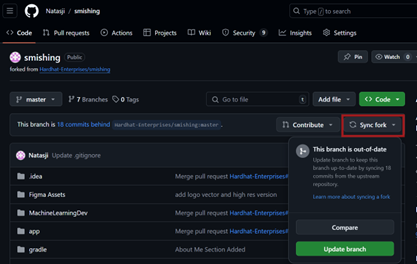 Natasji / smishing
Type / to search
Code Pull requests Actions Projects Wiki Security 9 Insights Settings
smishing Public
Pin Watch 0
forked from Hardhat-Enterprises/smishing
master 7 Branches 0 Tags Go to file t Add file Code
This branch is 18 commits behind Hardhat-Enterprises/smishing:master.
Contribute Sync fork
Natasji Update .gitignore
This branch is out-of-date
Update branch to keep this
branch up-to-date by syncing 18
commits from the upstream
repository.
Learn more about syncing a fork
Compare
Update branch
.idea Merge pull request Hardhat-Enterprises#
Figma Assets add logo vector and high res version
MachineLearningDev Merge pull request Hardhat-Enterprises#
app Merge pull request Hardhat-Enterprises#
gradle About Me Section Added